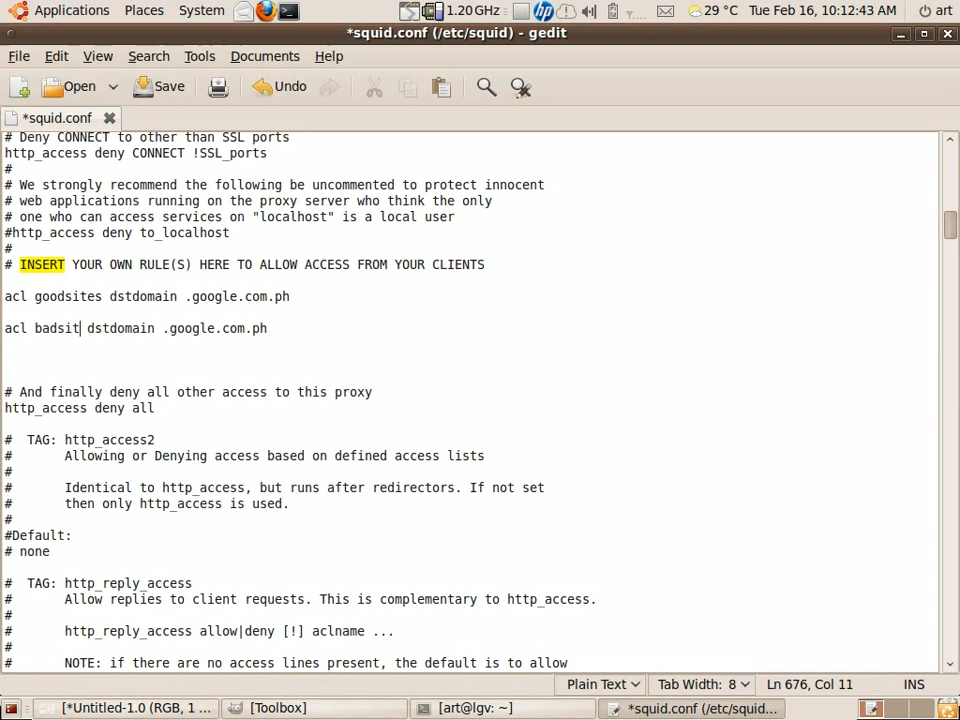 Applications Places System 1.20 GHz 29 °C Tue Feb 16, 10:12:43 AM art
*squid.conf (/etc/squid) - gedit
File Edit View Search Tools Documents Help
Open Save Undo
*squid.conf
# Deny CONNECT to other than SSL ports
http_access deny CONNECT !SSL_ports
#
# We strongly recommend the following be uncommented to protect innocent
# web applications running on the proxy server who think the only
# one who can access services on "localhost" is a local user
#http_access deny to_localhost
#
# INSERT YOUR OWN RULE(S) HERE TO ALLOW ACCESS FROM YOUR CLIENTS
acl goodsites dstdomain .google.com.ph
acl badsit dstdomain .google.com.ph
# And finally deny all other access to this proxy
http_access deny all
#  TAG: http_access2
#       Allowing or Denying access based on defined access lists
#
#       Identical to http_access, but runs after redirectors. If not set
#       then only http_access is used.
#
#Default:
# none
#  TAG: http_reply_access
#       Allow replies to client requests. This is complementary to http_access.
#
#       http_reply_access allow|deny [!] aclname ...
#
#       NOTE: if there are no access lines present, the default is to allow
Plain Text Tab Width: 8 Ln 676, Col 11 INS
[*Untitled-1.0 (RGB, 1 ... [Toolbox] [art@lgv: ~] *squid.conf (/etc/squid...